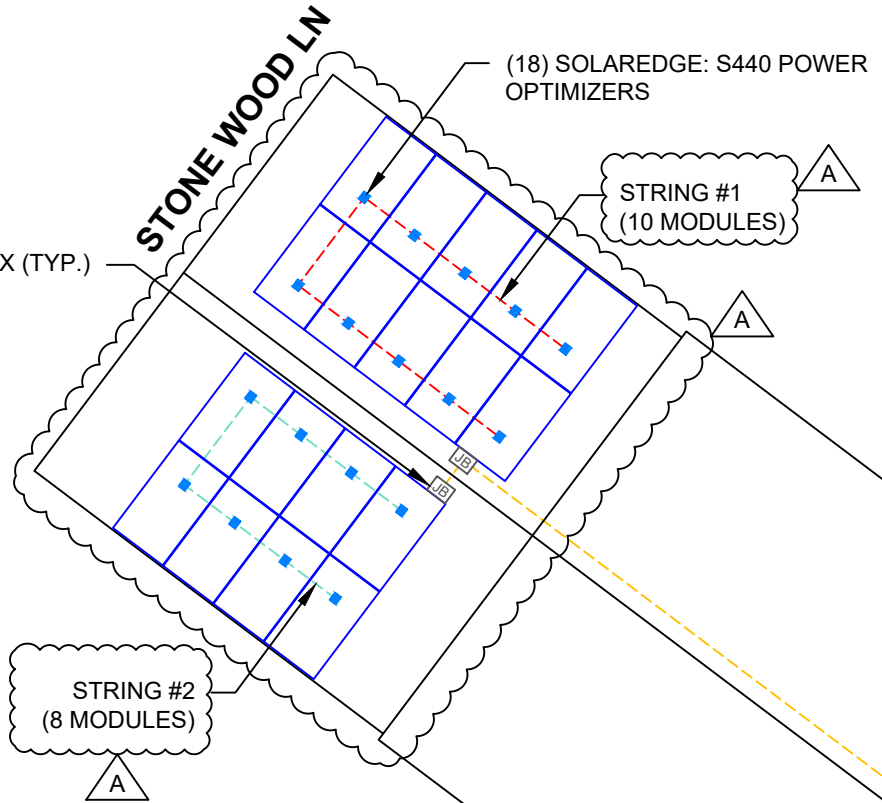 STONE WOOD LN
(18) SOLAREDGE: S440 POWER
OPTIMIZERS
STRING #1
(10 MODULES)
A
X (TYP.)
A
JB
JB
STRING #2
(8 MODULES)
A